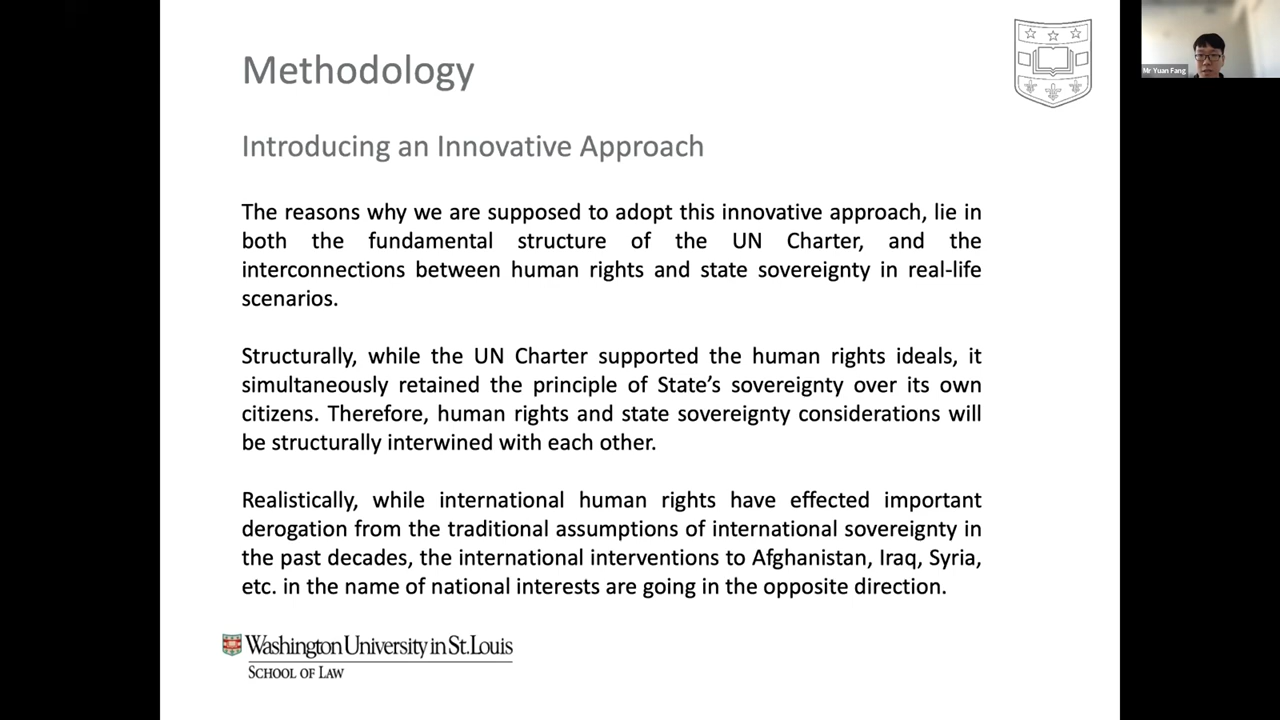 Methodology
Mr Yuan Fang
Introducing an Innovative Approach
The reasons why we are supposed to adopt this innovative approach, lie in
both the fundamental structure of the UN Charter, and the
interconnections between human rights and state sovereignty in real-life
scenarios.
Structurally, while the UN Charter supported the human rights ideals, it
simultaneously retained the principle of State's sovereignty over its own
citizens. Therefore, human rights and state sovereignty considerations will
be structurally interwined with each other.
Realistically, while international human rights have effected important
derogation from the traditional assumptions of international sovereignty in
the past decades, the international interventions to Afghanistan, Iraq, Syria,
etc. in the name of national interests are going in the opposite direction.
Washington University in St.Louis
SCHOOL OF LAW